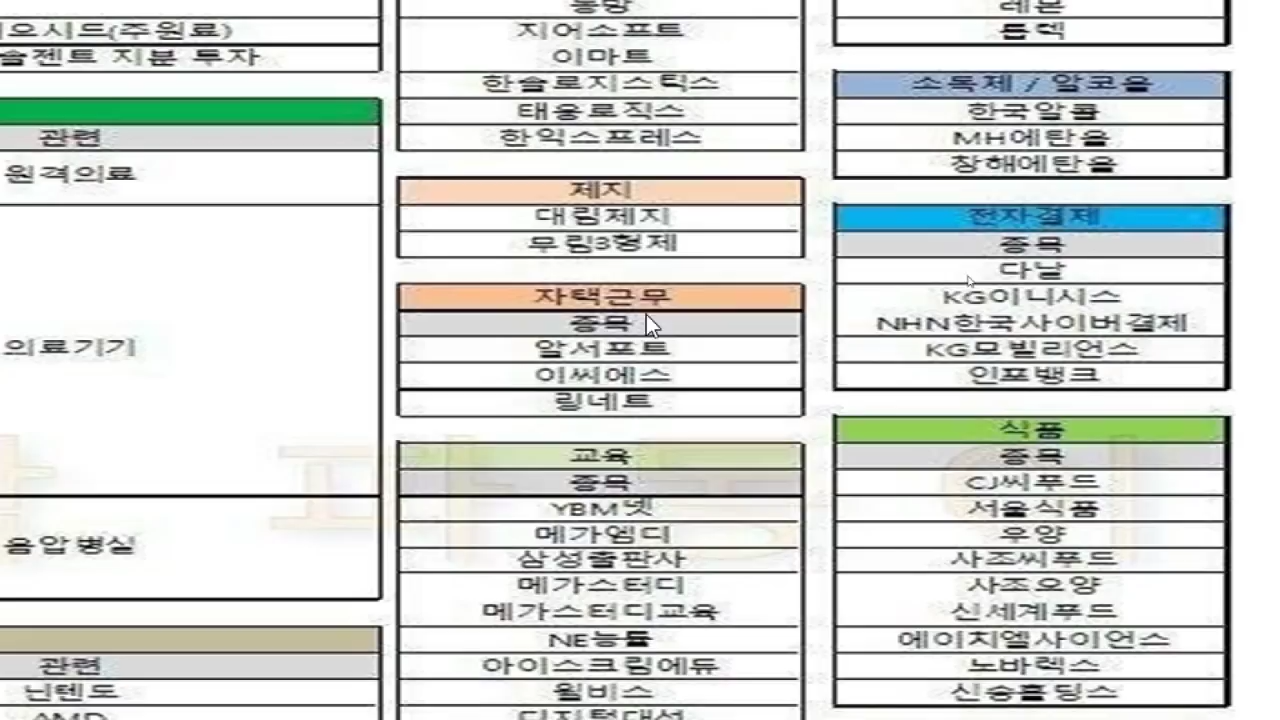 오시드(주원료)
솔젠트 지분 투자
관련
원격의료
의료기기
음압병실
관련
닌텐도
AMD
동방
지어소프트
이마트
한솔로지스틱스
태웅로직스
한익스프레스
제지
대림제지
무림3형제
자택근무
종목
알서포트
이씨에스
링네트
교육
종목
YBM넷
메가엠디
삼성출판사
메가스터디
메가스터디교육
NE능률
아이스크림에듀
윌비스
디지털대성
레몬
톱텍
소독제 / 알코올
한국알콜
MH에탄올
창해에탄올
전자결제
종목
다날
KG이니시스
NHN한국사이버결제
KG모빌리언스
인포뱅크
식품
종목
CJ씨푸드
서울식품
우양
사조씨푸드
사조오양
신세계푸드
에이치엘사이언스
노바렉스
신송홀딩스